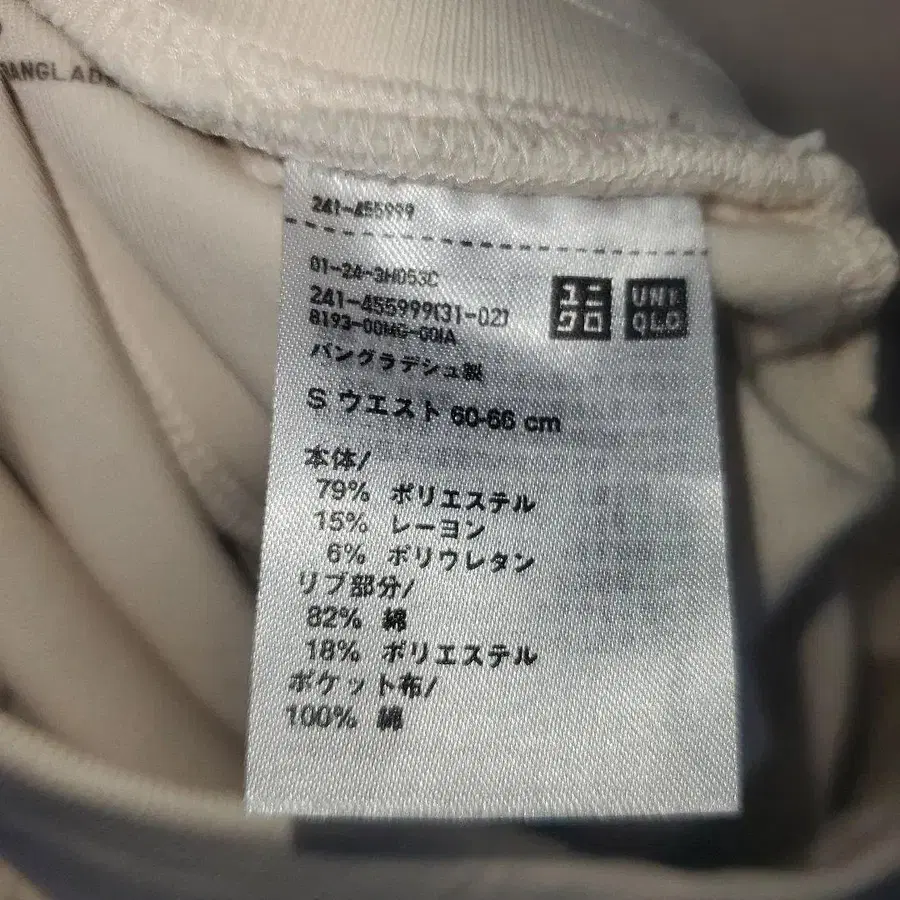 BANGLAD
241-455999
01-2A-3H053C
241-455999(31-02)
8193-00MG-00IA
ユニクロ
UNIQLO
バングラデシュ製
S ウエスト 60-66 cm
本体/
79% ポリエステル
15% レーヨン
6% ポリウレタン
リブ部分/
82% 綿
18% ポリエステル
ポケット布/
100% 綿